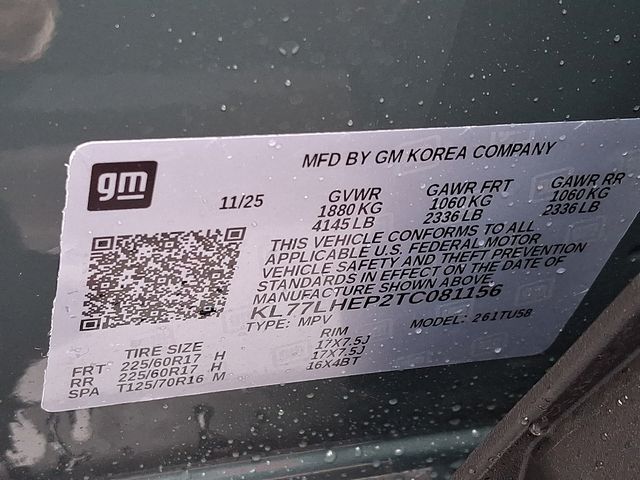 MFD BY GM KOREA COMPANY
gm
11/25
GVWR GAWR FRT GAWR RR
1880 KG 1060 KG 1060 KG
4145 LB 2336 LB 2336 LB
THIS VEHICLE CONFORMS TO ALL
APPLICABLE U.S. FEDERAL MOTOR
VEHICLE SAFETY AND THEFT PREVENTION
STANDARDS IN EFFECT ON THE DATE OF
MANUFACTURE SHOWN ABOVE
KL77LHEP2TC081156
TYPE: MPV MODEL: 261TU58
TIRE SIZE RIM
FRT 225/60R17 H 17X7.5J
RR 225/60R17 H 17X7.5J
SPA T125/70R16 M 16X4BT